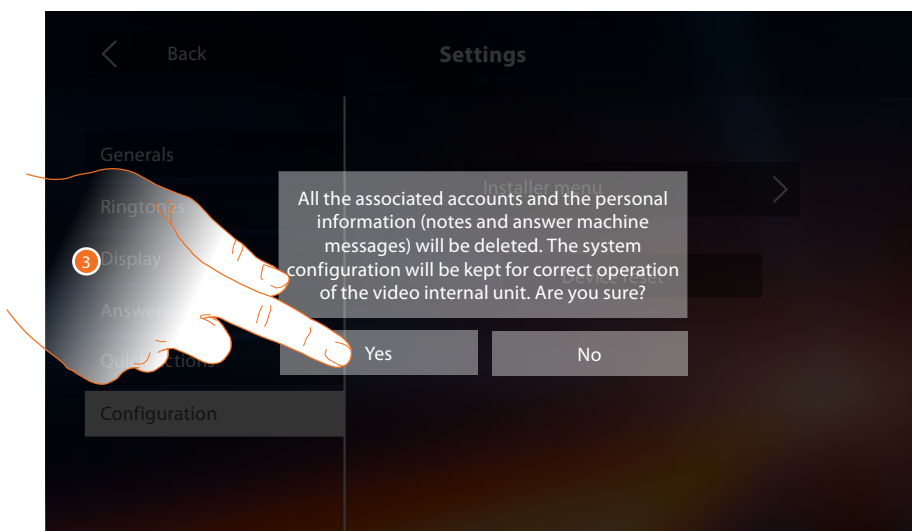 Back
Settings
Generals
Ringtones
Display
Configuration
Installer menu
Device reset
All the associated accounts and the personal
information (notes and answer machine
messages) will be deleted. The system
configuration will be kept for correct operation
of the video internal unit. Are you sure?
Yes
No
3